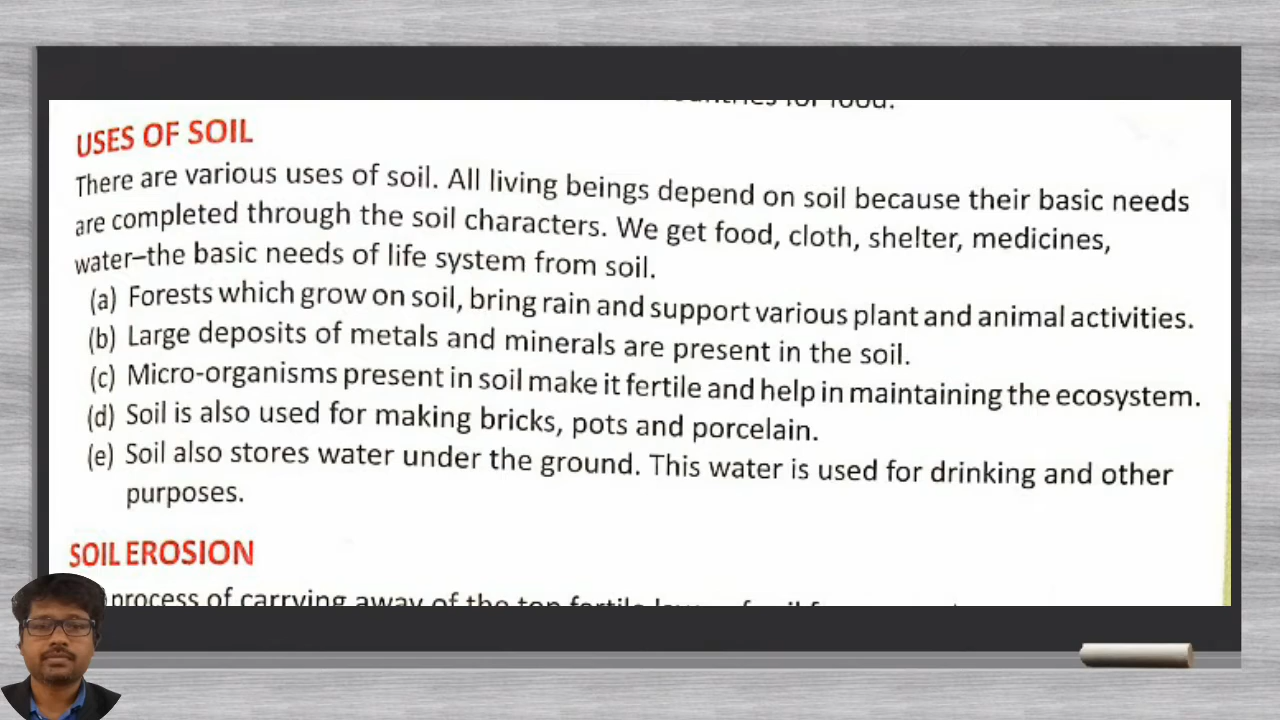 for food.
USES OF SOIL
There are various uses of soil. All living beings depend on soil because their basic needs
are completed through the soil characters. We get food, cloth, shelter, medicines,
water–the basic needs of life system from soil.
(a) Forests which grow on soil, bring rain and support various plant and animal activities.
(b) Large deposits of metals and minerals are present in the soil.
(c) Micro-organisms present in soil make it fertile and help in maintaining the ecosystem.
(d) Soil is also used for making bricks, pots and porcelain.
(e) Soil also stores water under the ground. This water is used for drinking and other
purposes.
SOIL EROSION
process of carrying away of the top fertile